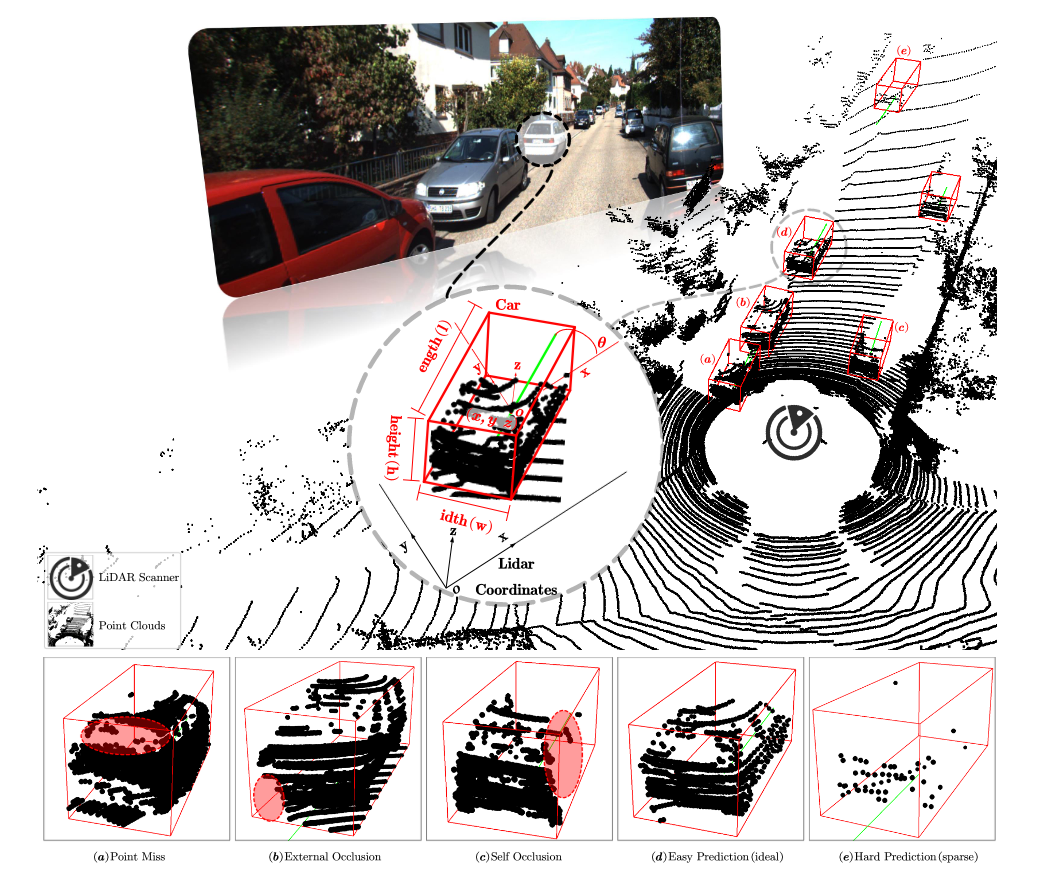 (e)
(d)
(b)
(c)
(a)
Car
ength(l)
θ
z
y
x
o
(x, y, z)
height(h)
idth(w)
z
y
x
Lidar
o
Coordinates
LiDAR Scanner
Point Clouds
(a)Point Miss
(b)External Occlusion
(c)Self Occlusion
(d)Easy Prediction(ideal)
(e)Hard Prediction(sparse)